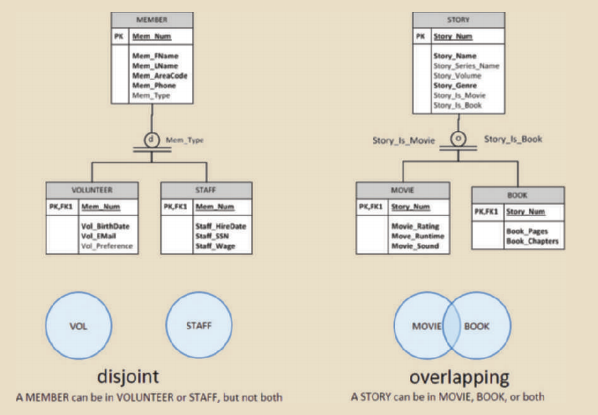 MEMBER
PK Mem_Num
Mem_FName
Mem_LName
Mem_AreaCode
Mem_Phone
Mem_Type
d Mem_Type
VOLUNTEER
PK,FK1 Mem_Num
Vol_BirthDate
Vol_EMail
Vol_Preference
STAFF
PK,FK1 Mem_Num
Staff_HireDate
Staff_SSN
Staff_Wage
VOL
STAFF
disjoint
A MEMBER can be in VOLUNTEER or STAFF, but not both
STORY
PK Story_Num
Story_Name
Story_Series_Name
Story_Volume
Story_Genre
Story_Is_Movie
Story_Is_Book
Story_Is_Movie o Story_Is_Book
MOVIE
PK,FK1 Story_Num
Movie_Rating
Move_Runtime
Movie_Sound
BOOK
PK,FK1 Story_Num
Book_Pages
Book_Chapters
MOVIE BOOK
overlapping
A STORY can be in MOVIE, BOOK, or both